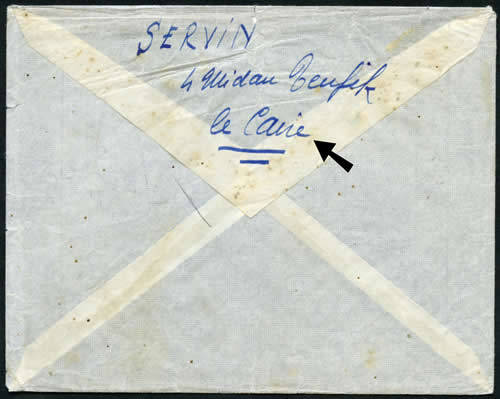 SERVIN
4 Midan Teufik
le Caire